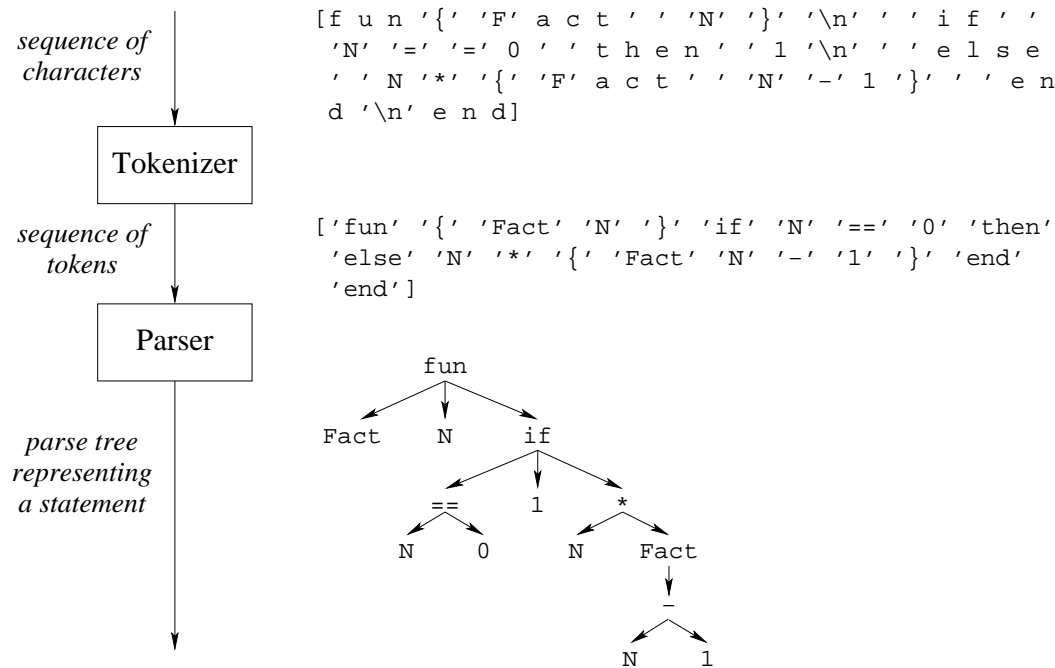 sequence of
characters
[f u n '{' 'F' a c t ' ' 'N' '}' '\n' ' ' i f ' '
'N' '=' '=' 0 ' ' t h e n ' ' 1 '\n' ' ' e l s e
' ' N '*' '{' 'F' a c t ' ' 'N' '-' 1 '}' ' ' e n
d '\n' e n d]
Tokenizer
sequence of
tokens
['fun' '{' 'Fact' 'N' '}' 'if' 'N' '==' '0' 'then'
'else' 'N' '*' '{' 'Fact' 'N' '-' '1' '}' 'end'
'end']
Parser
parse tree
representing
a statement
fun
Fact N if
== 1 *
N 0 N Fact
-
N 1